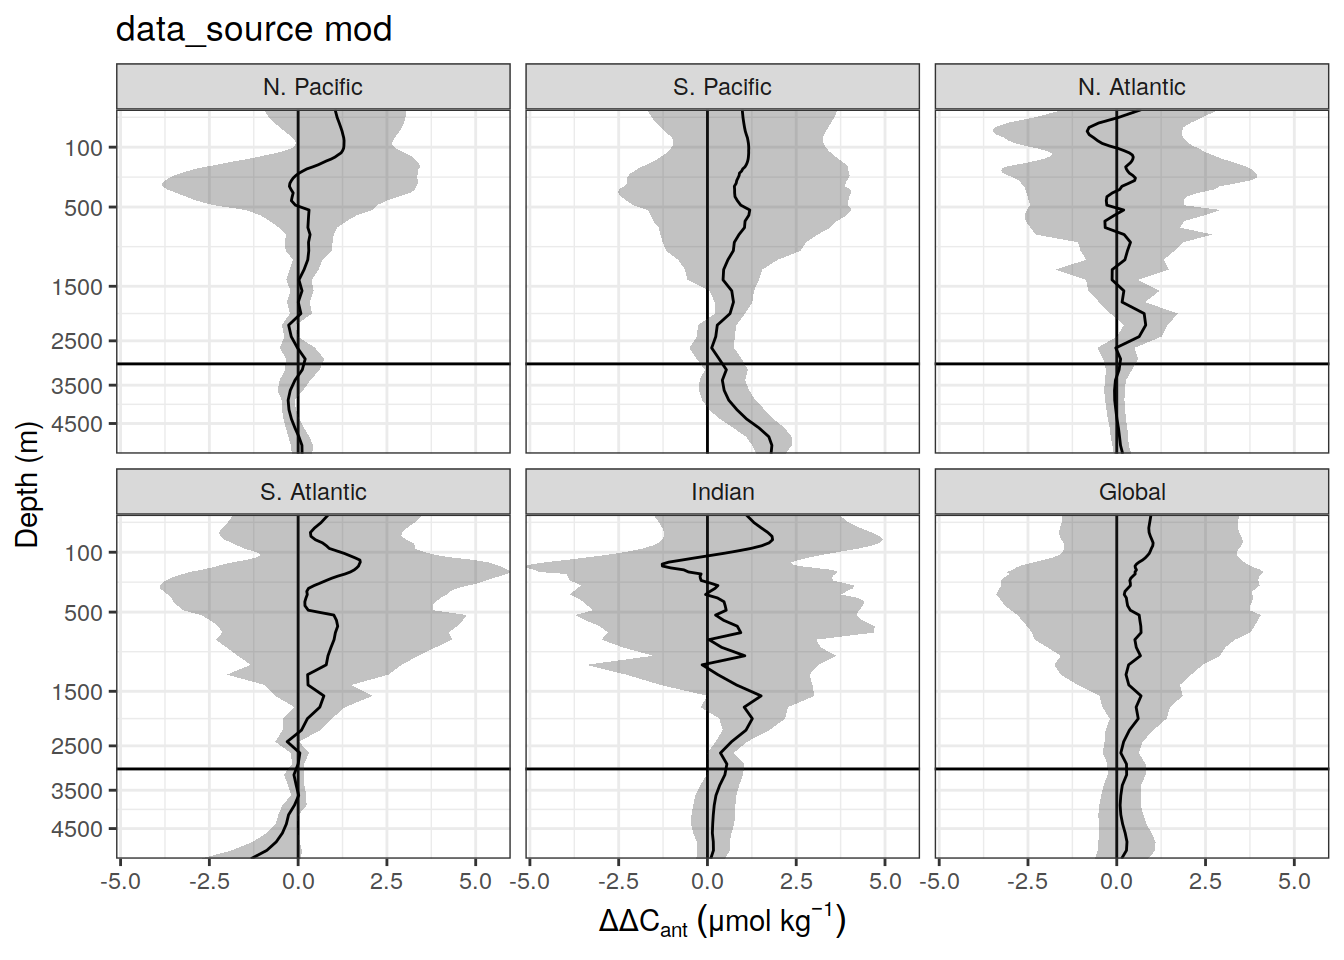 data_source mod
N. Pacific S. Pacific N. Atlantic
100
500
1500
2500
3500
4500
S. Atlantic Indian Global
100
500
1500
2500
3500
4500
-5.0 -2.5 0.0 2.5 5.0 -5.0 -2.5 0.0 2.5 5.0 -5.0 -2.5 0.0 2.5 5.0
Depth (m)
ΔΔCant (μmol kg−1)